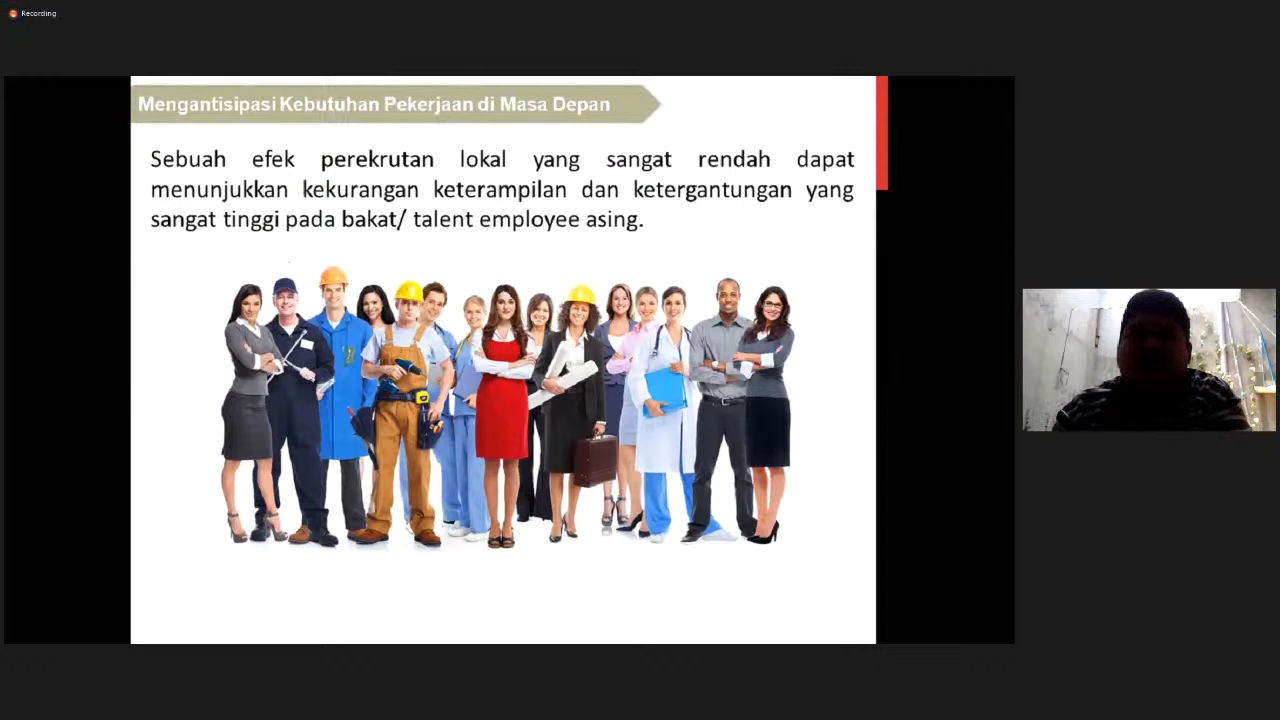 Recording
Mengantisipasi Kebutuhan Pekerjaan di Masa Depan
Sebuah efek perekrutan lokal yang sangat rendah dapat
menunjukkan kekurangan keterampilan dan ketergantungan yang
sangat tinggi pada bakat/ talent employee asing.